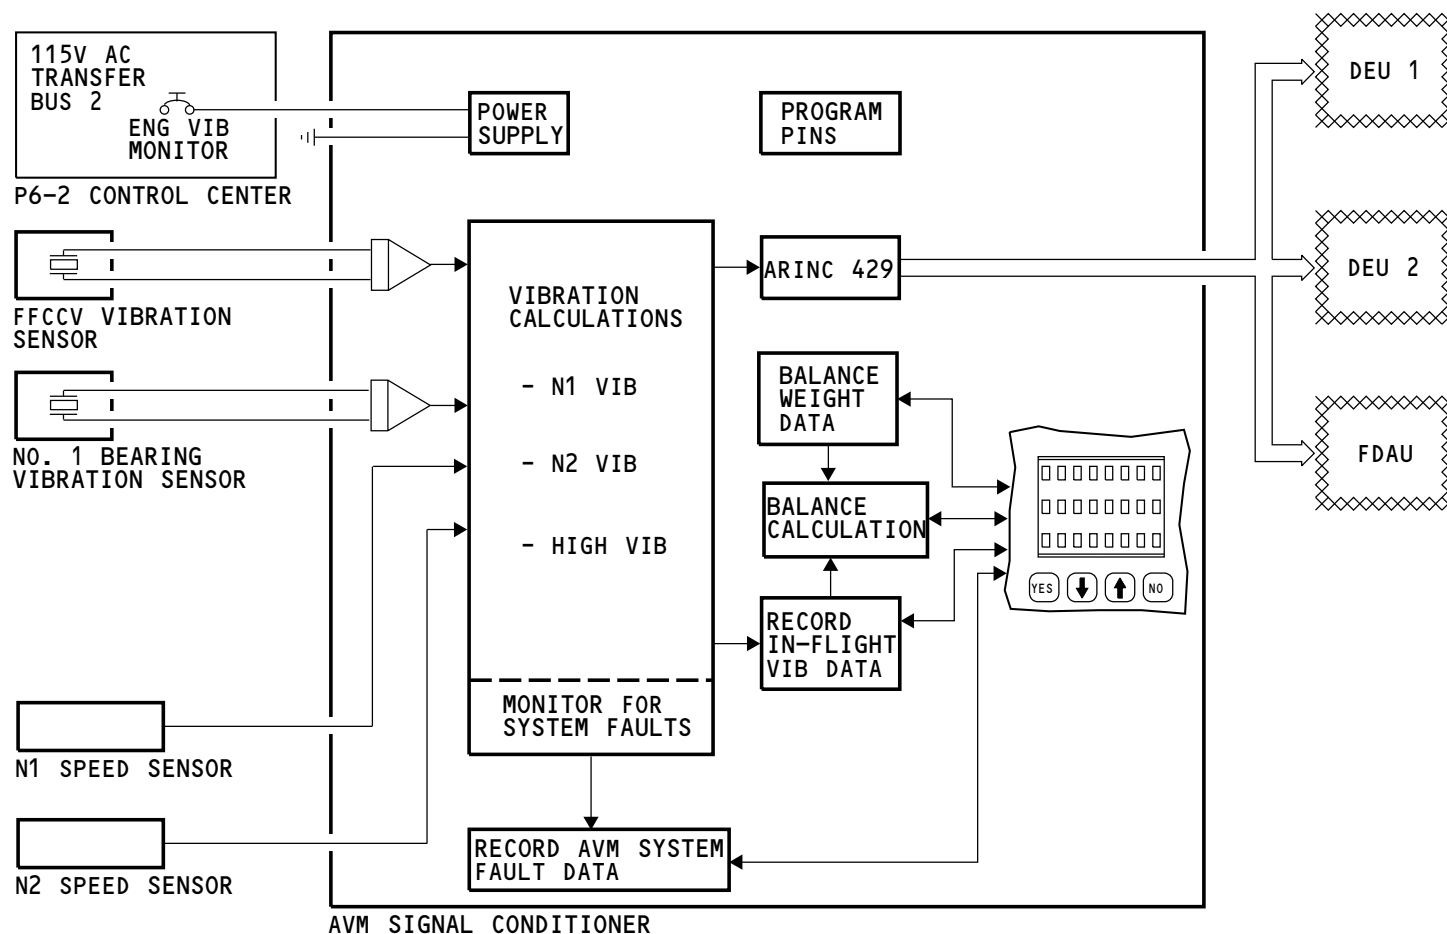 115V AC
TRANSFER
BUS 2
ENG VIB
MONITOR
P6-2 CONTROL CENTER
POWER
SUPPLY
PROGRAM
PINS
DEU 1
FFCCV VIBRATION
SENSOR
NO. 1 BEARING
VIBRATION SENSOR
VIBRATION
CALCULATIONS
- N1 VIB
- N2 VIB
- HIGH VIB
MONITOR FOR
SYSTEM FAULTS
ARINC 429
DEU 2
BALANCE
WEIGHT
DATA
BALANCE
CALCULATION
RECORD
IN-FLIGHT
VIB DATA
YES
NO
FDAU
N1 SPEED SENSOR
N2 SPEED SENSOR
RECORD AVM SYSTEM
FAULT DATA
AVM SIGNAL CONDITIONER